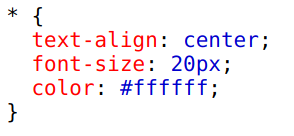 * {
  text-align: center;
  font-size: 20px;
  color: #ffffff;
}